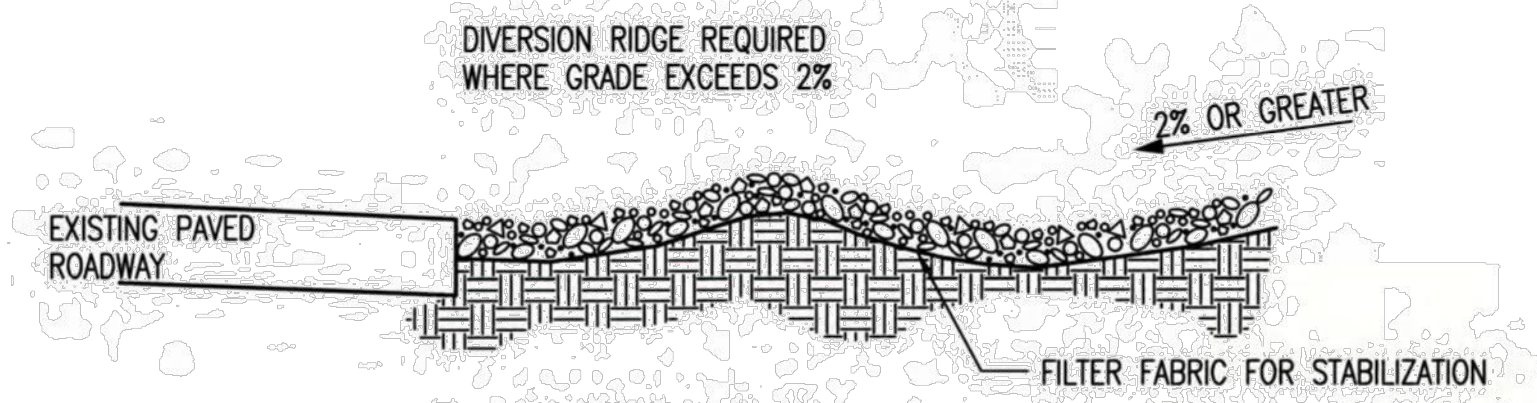 DIVERSION RIDGE REQUIRED
WHERE GRADE EXCEEDS 2%
2% OR GREATER
EXISTING PAVED
ROADWAY
FILTER FABRIC FOR STABILIZATION